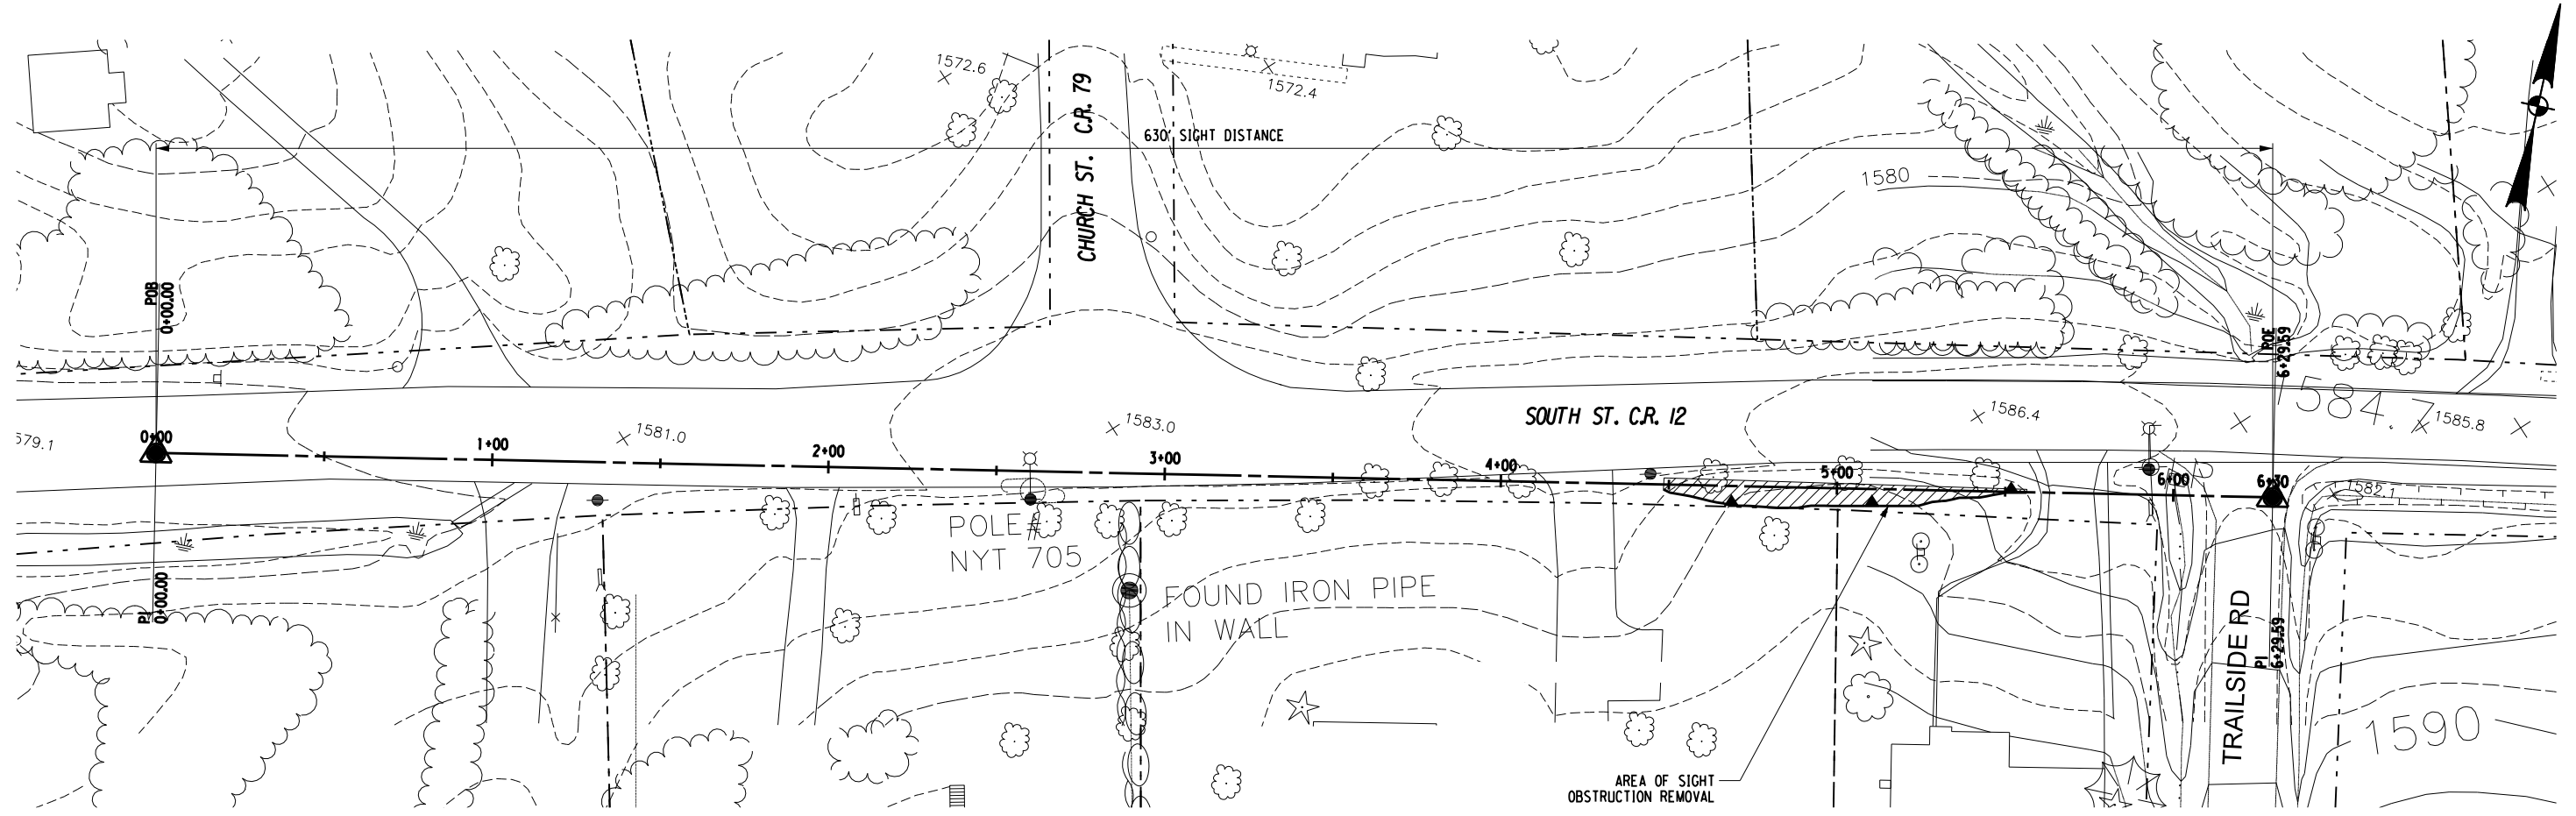 1572.6
1572.4
CHURCH ST. C.R. 79
630' SIGHT DISTANCE
1580
POB
0+00.00
POE
6+29.59
584.7
1585.8
1586.4
SOUTH ST. C.R. 12
579.1
0+00
1581.0
1583.0
1+00
2+00
3+00
4+00
5+00
6+00
6+30
1582.1
POLE#
NYT 705
FOUND IRON PIPE
IN WALL
PI
0+00.00
PI
6+29.59
TRAILSIDE RD
1590
AREA OF SIGHT
OBSTRUCTION REMOVAL